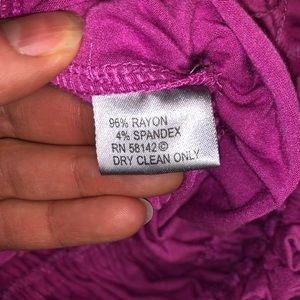 96% RAYON
4% SPANDEX
RN 58142©
DRY CLEAN ONLY